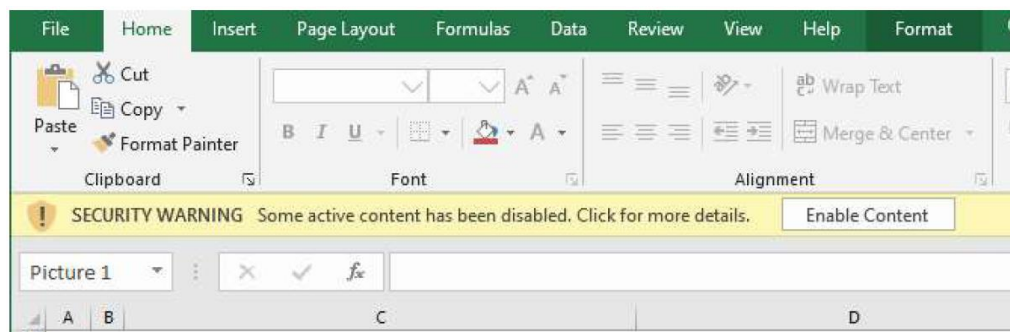 File Home Insert Page Layout Formulas Data Review View Help Format
Cut
Copy
Paste
Format Painter
B I U A
ab Wrap Text
Merge & Center
Clipboard Font Alignment
SECURITY WARNING Some active content has been disabled. Click for more details. Enable Content
Picture 1 fx
A B C D